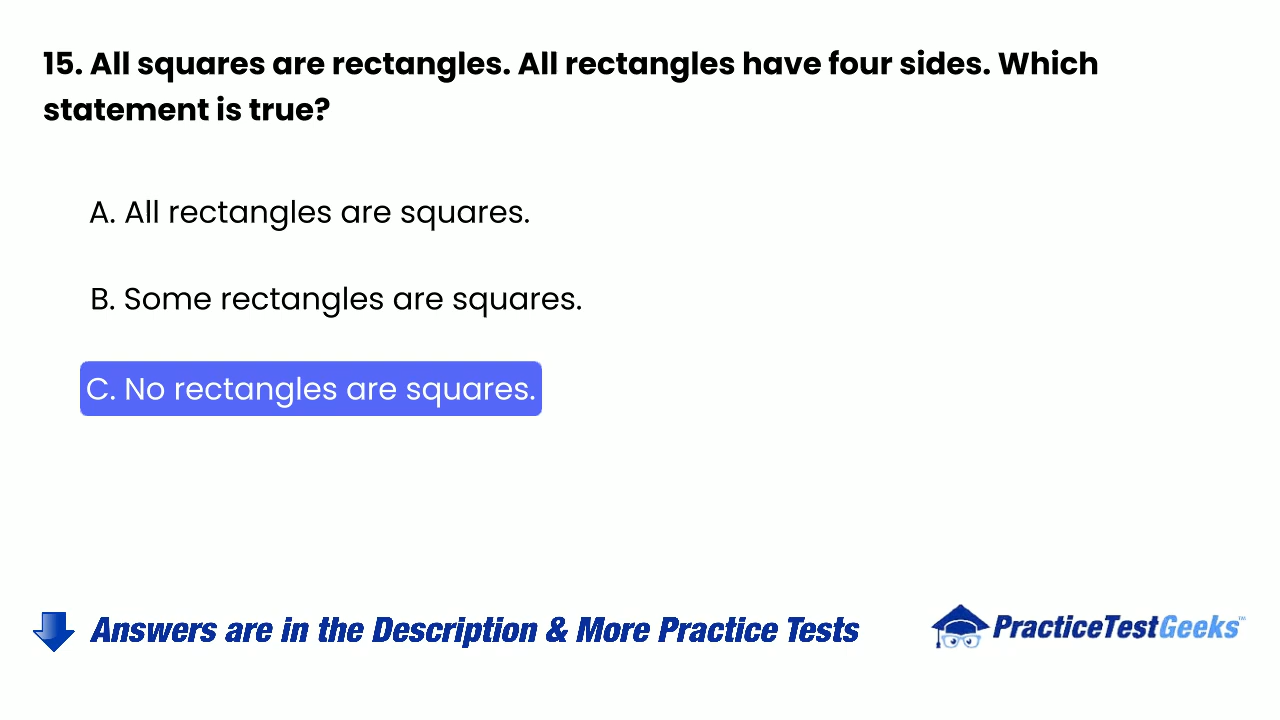 15. All squares are rectangles. All rectangles have four sides. Which
statement is true?
A. All rectangles are squares.
B. Some rectangles are squares.
C. No rectangles are squares.
Answers are in the Description & More Practice Tests
PracticeTestGeeks™